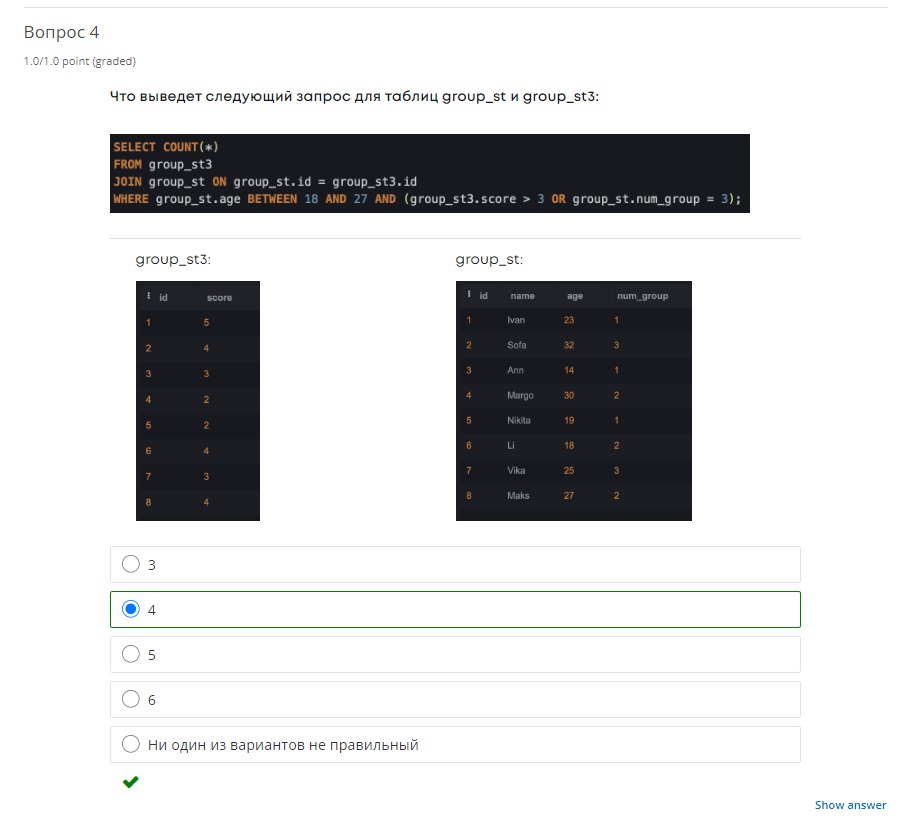 Вопрос 4
1.0/1.0 point (graded)
Что выведет следующий запрос для таблиц group_st и group_st3:
SELECT COUNT(*)
FROM group_st3
JOIN group_st ON group_st.id = group_st3.id
WHERE group_st.age BETWEEN 18 AND 27 AND (group_st3.score > 3 OR group_st.num_group = 3);
group_st3:
id score
1 5
2 4
3 3
4 2
5 2
6 4
7 3
8 4
group_st:
id name age num_group
1 Ivan 23 1
2 Sofa 32 3
3 Ann 14 1
4 Margo 30 2
5 Nikita 19 1
6 Li 18 2
7 Vika 25 3
8 Maks 27 2
3
4
5
6
Ни один из вариантов не правильный
Show answer